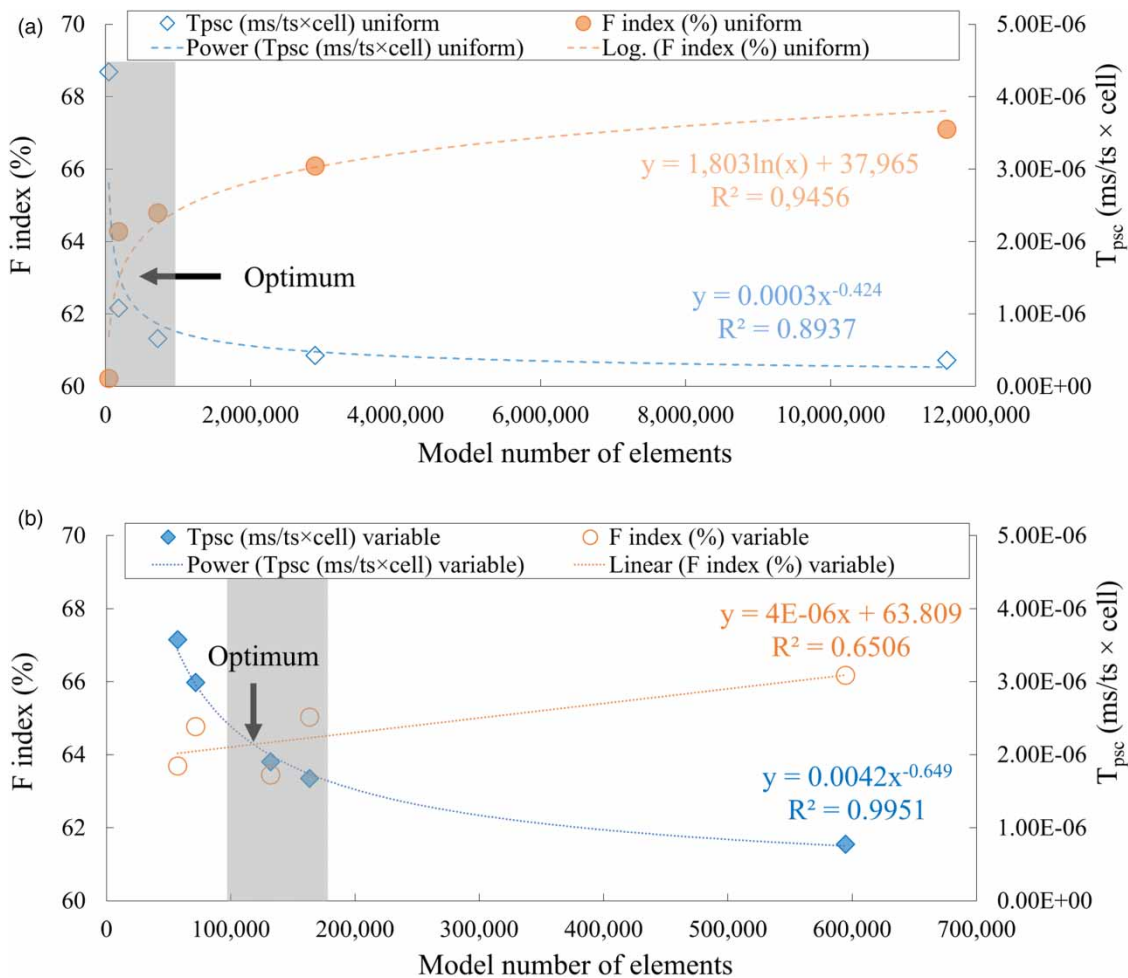 (a)
Tpsc (ms/ts×cell) uniform
F index (%) uniform
Power (Tpsc (ms/ts×cell) uniform)
Log. (F index (%) uniform)
70
68
66
64
62
60
F index (%)
5.00E-06
4.00E-06
3.00E-06
2.00E-06
1.00E-06
0.00E+00
Tpsc (ms/ts × cell)
y = 1,803ln(x) + 37,965
R² = 0,9456
Optimum
y = 0.0003x^-0.424
R² = 0.8937
0
2,000,000
4,000,000
6,000,000
8,000,000
10,000,000
12,000,000
Model number of elements
(b)
Tpsc (ms/ts×cell) variable
F index (%) variable
Power (Tpsc (ms/ts×cell) variable)
Linear (F index (%) variable)
70
68
66
64
62
60
F index (%)
5.00E-06
4.00E-06
3.00E-06
2.00E-06
1.00E-06
0.00E+00
Tpsc (ms/ts × cell)
y = 4E-06x + 63.809
R² = 0.6506
Optimum
y = 0.0042x^-0.649
R² = 0.9951
0
100,000
200,000
300,000
400,000
500,000
600,000
700,000
Model number of elements